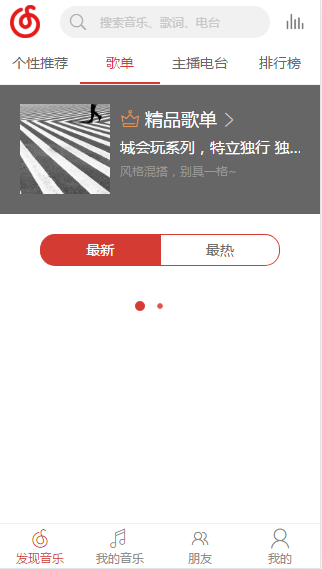 搜索音乐、歌词、电台
个性推荐 歌单 主播电台 排行榜
精品歌单
城会玩系列，特立独行 独...
风格混搭，别具一格~
最新 最热
发现音乐 我的音乐 朋友 我的